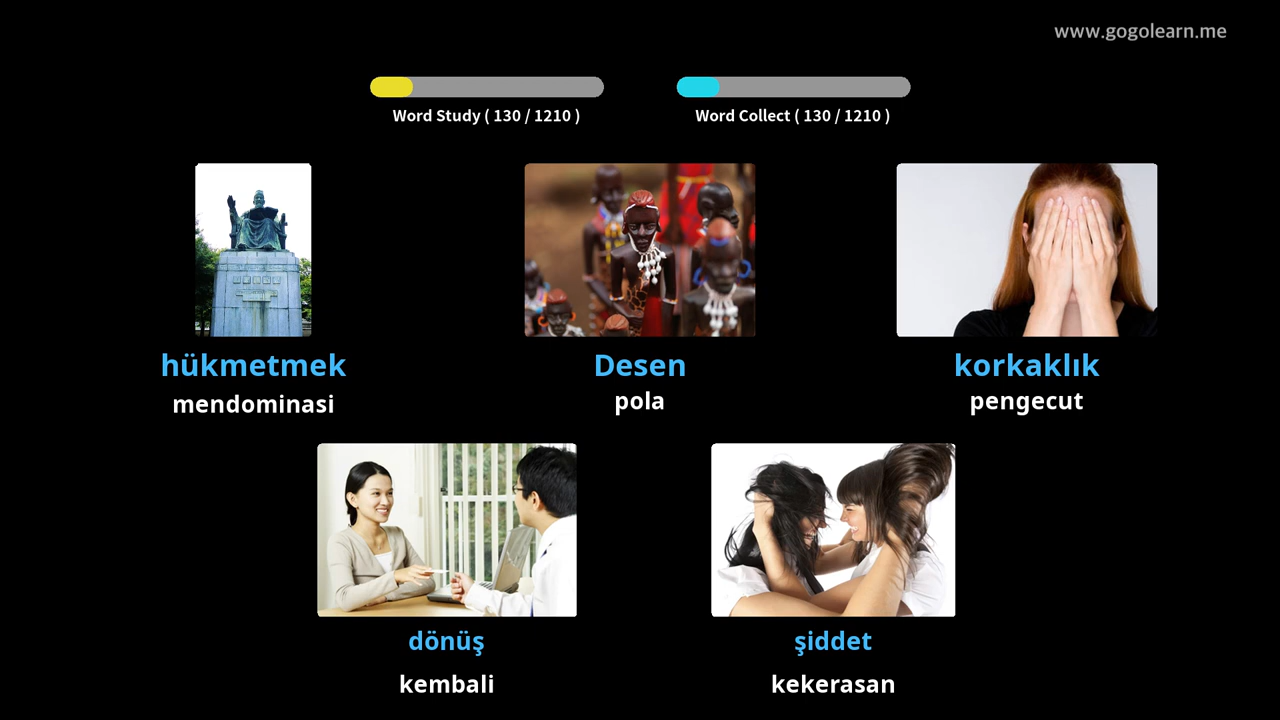 www.gogolearn.me
Word Study ( 130 / 1210 )
Word Collect ( 130 / 1210 )
hükmetmek
mendominasi
Desen
pola
korkaklık
pengecut
dönüş
kembali
şiddet
kekerasan